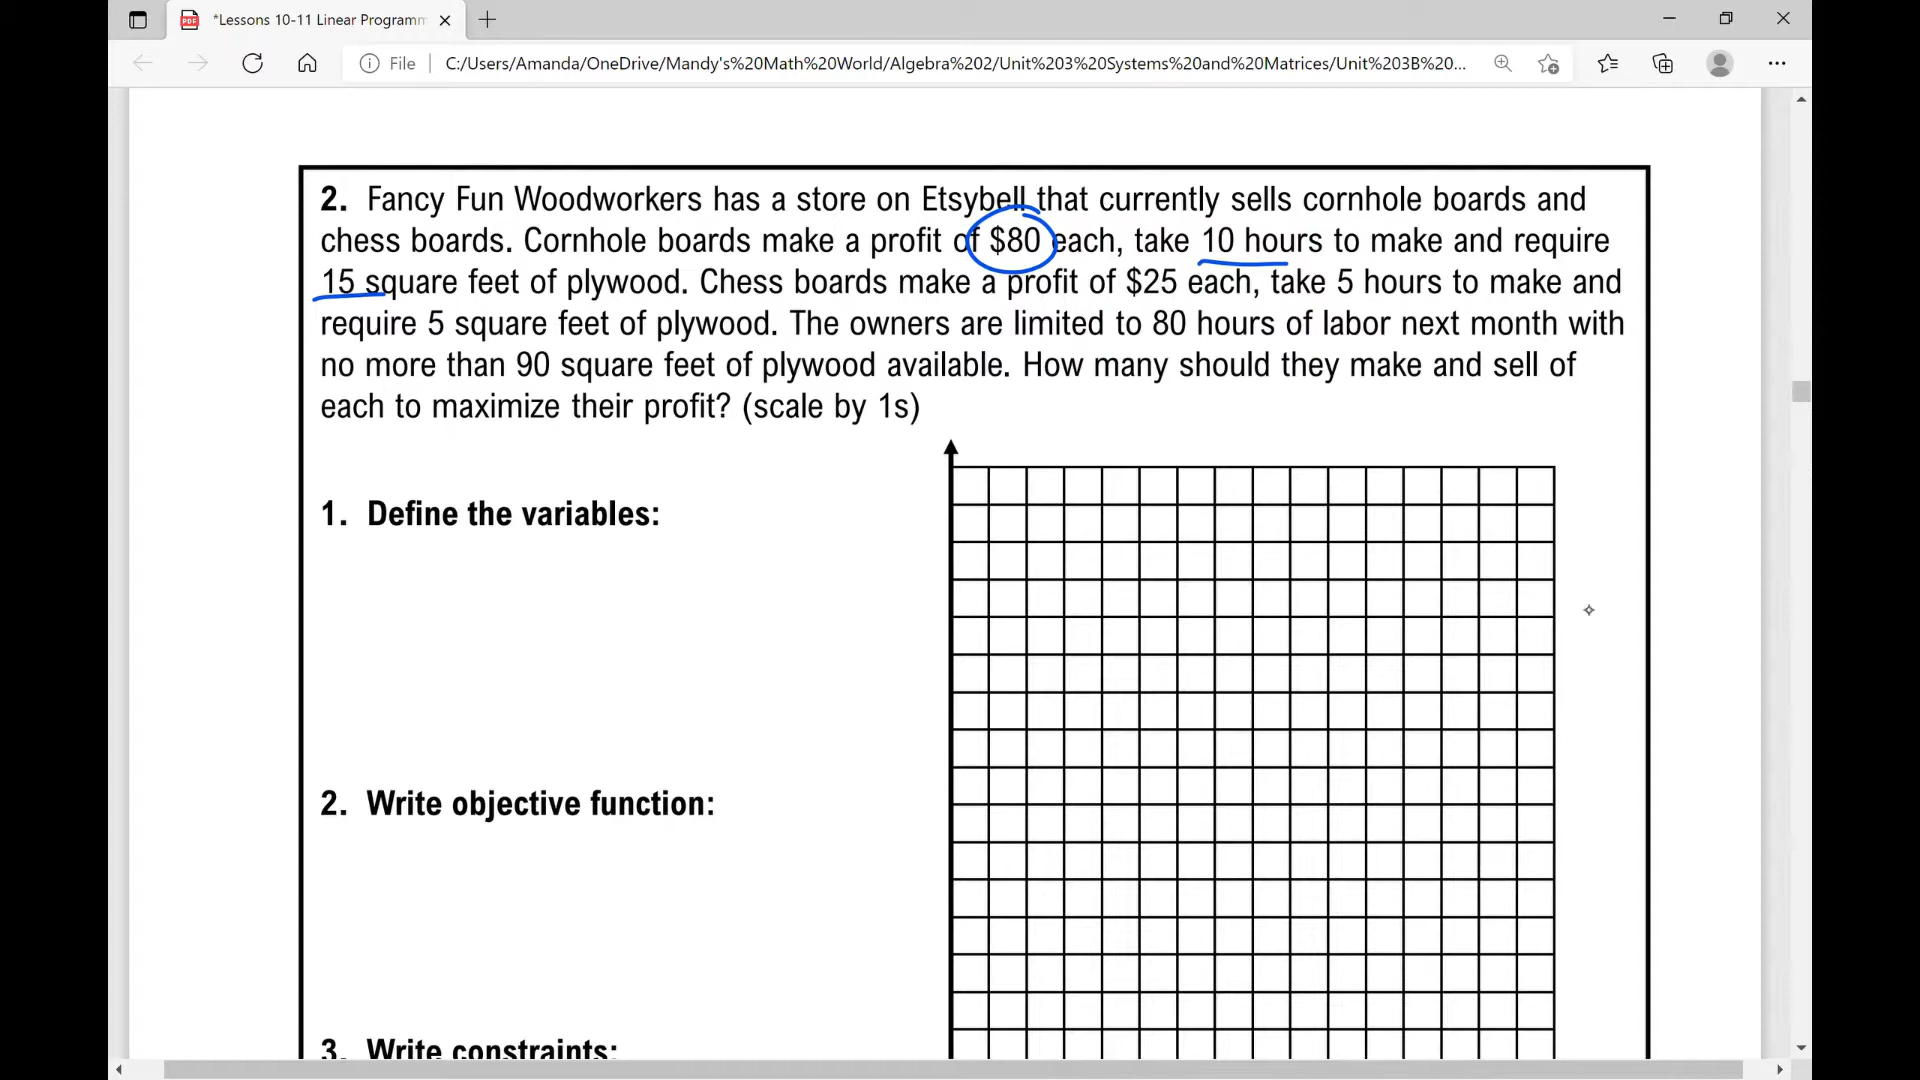 *Lessons 10-11 Linear Programm
File
C:/Users/Amanda/OneDrive/Mandy's%20Math%20World/Algebra%202/Unit%203%20Systems%20and%20Matrices/Unit%203B%20...
2. Fancy Fun Woodworkers has a store on Etsybell that currently sells cornhole boards and
chess boards. Cornhole boards make a profit of $80 each, take 10 hours to make and require
15 square feet of plywood. Chess boards make a profit of $25 each, take 5 hours to make and
require 5 square feet of plywood. The owners are limited to 80 hours of labor next month with
no more than 90 square feet of plywood available. How many should they make and sell of
each to maximize their profit? (scale by 1s)
1. Define the variables:
2. Write objective function:
3. Write constraints: